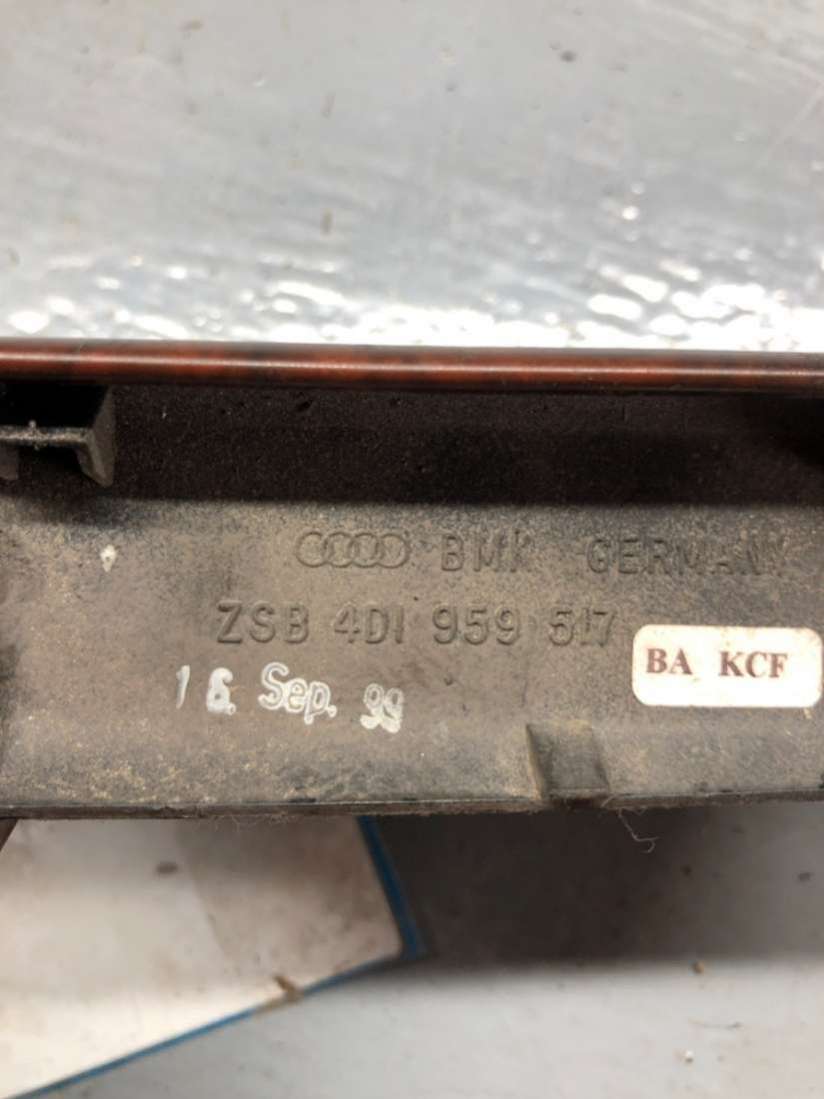 BMK GERMANY
ZSB 4D1 959 517
BA KCF
16. Sep. 99